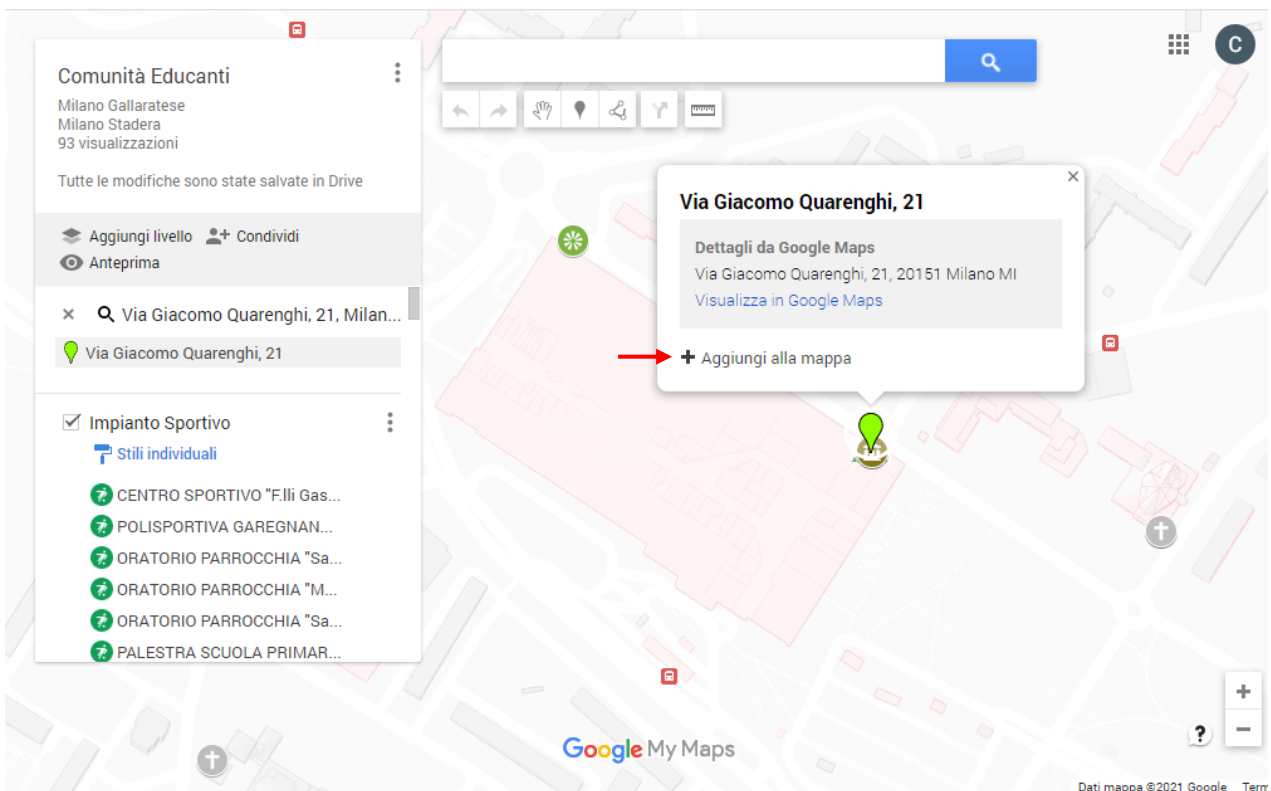 Comunità Educanti
Milano Gallaratese
Milano Stadera
93 visualizzazioni
Tutte le modifiche sono state salvate in Drive
Aggiungi livello Condividi
Anteprima
Via Giacomo Quarenghi, 21, Milan...
Via Giacomo Quarenghi, 21
Impianto Sportivo
Stili individuali
CENTRO SPORTIVO "F.lli Gas...
POLISPORTIVA GAREGNAN...
ORATORIO PARROCCHIA "Sa...
ORATORIO PARROCCHIA "M...
ORATORIO PARROCCHIA "Sa...
PALESTRA SCUOLA PRIMAR...
C
Via Giacomo Quarenghi, 21
Dettagli da Google Maps
Via Giacomo Quarenghi, 21, 20151 Milano MI
Visualizza in Google Maps
Aggiungi alla mappa
Google My Maps
Dati mappa ©2021 Google Term